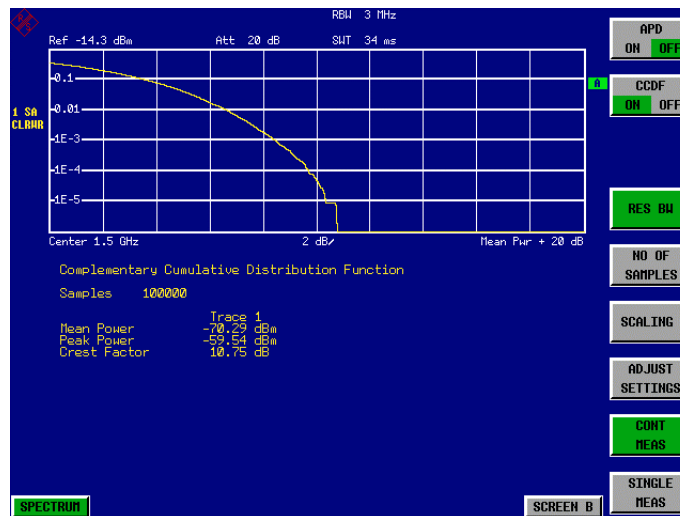 RBW 3 MHz
Ref -14.3 dBm Att 20 dB SWT 34 ms
0.1
0.01
1E-3
1E-4
1E-5
1 SA
CLRWR
A
Center 1.5 GHz 2 dB/ Mean Pwr + 20 dB
Complementary Cumulative Distribution Function
Samples 100000
Trace 1
Mean Power -70.29 dBm
Peak Power -59.54 dBm
Crest Factor 10.75 dB
APD
ON OFF
CCDF
ON OFF
RES BW
NO OF
SAMPLES
SCALING
ADJUST
SETTINGS
CONT
MEAS
SINGLE
MEAS
SPECTRUM
SCREEN B